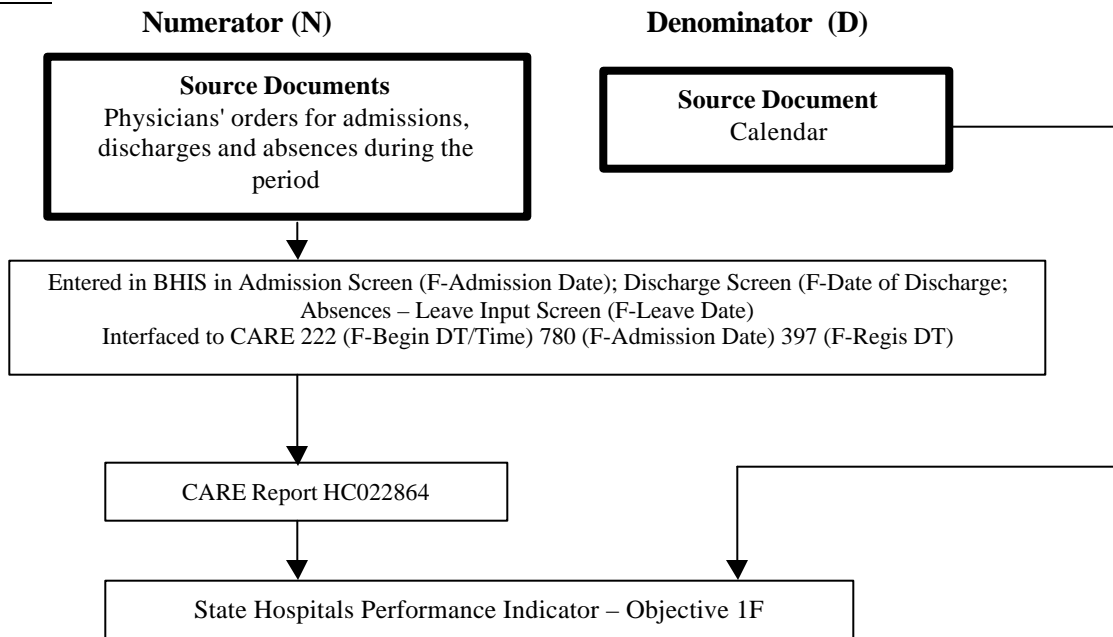 Numerator (N)
Denominator (D)
Source Documents
Physicians' orders for admissions,
discharges and absences during the
period
Source Document
Calendar
Entered in BHIS in Admission Screen (F-Admission Date); Discharge Screen (F-Date of Discharge;
Absences – Leave Input Screen (F-Leave Date)
Interfaced to CARE 222 (F-Begin DT/Time) 780 (F-Admission Date) 397 (F-Regis DT)
CARE Report HC022864
State Hospitals Performance Indicator – Objective 1F